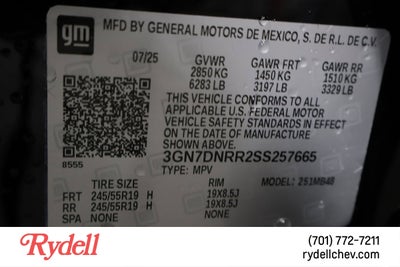 gm
MFD BY GENERAL MOTORS DE MEXICO, S. DE R.L. DE C.V.
07/25 GVWR GAWR FRT GAWR RR
2850 KG 1450 KG 1510 KG
6283 LB 3197 LB 3329 LB
THIS VEHICLE CONFORMS TO ALL
APPLICABLE U.S. FEDERAL MOTOR
VEHICLE SAFETY STANDARDS IN EFFECT
ON THE DATE OF MANUFACTURE SHOWN ABOVE.
8555 3GN7DNRR2SS257665
TYPE: MPV MODEL: 251MB48
TIRE SIZE RIM
FRT 245/55R19 H 19X8.5J
RR 245/55R19 H 19X8.5J
SPA NONE NONE
Rydell
(701) 772-7211
rydellchev.com